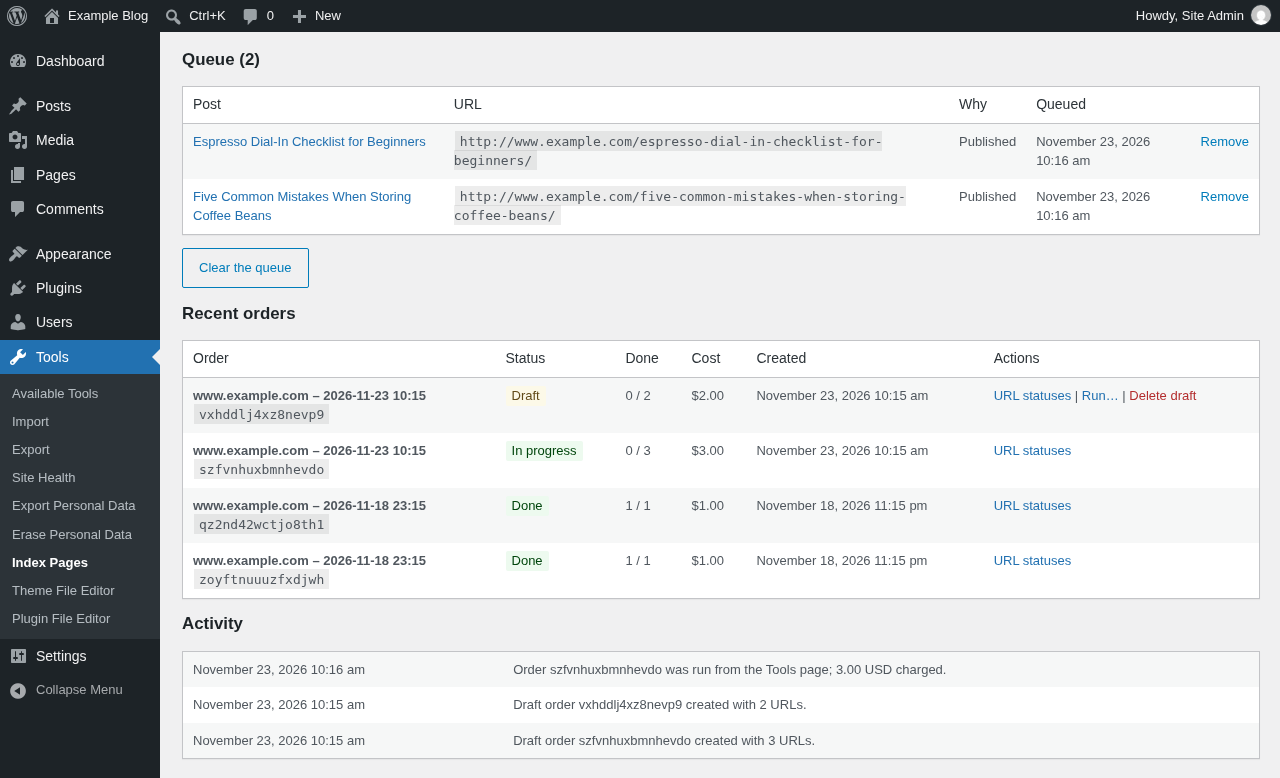 Example Blog Ctrl+K 0 New Howdy, Site Admin
Dashboard
Posts
Media
Pages
Comments
Appearance
Plugins
Users
Tools
Available Tools
Import
Export
Site Health
Export Personal Data
Erase Personal Data
Index Pages
Theme File Editor
Plugin File Editor
Settings
Collapse Menu
Queue (2)
Post URL Why Queued
Espresso Dial-In Checklist for Beginners http://www.example.com/espresso-dial-in-checklist-for- Published November 23, 2026 Remove
beginners/ 10:16 am
Five Common Mistakes When Storing http://www.example.com/five-common-mistakes-when-storing- Published November 23, 2026 Remove
Coffee Beans coffee-beans/ 10:16 am
Clear the queue
Recent orders
Order Status Done Cost Created Actions
www.example.com – 2026-11-23 10:15 Draft 0 / 2 $2.00 November 23, 2026 10:15 am URL statuses | Run… | Delete draft
vxhddlj4xz8nevp9
www.example.com – 2026-11-23 10:15 In progress 0 / 3 $3.00 November 23, 2026 10:15 am URL statuses
szfvnhuxbmnhevdo
www.example.com – 2026-11-18 23:15 Done 1 / 1 $1.00 November 18, 2026 11:15 pm URL statuses
qz2nd42wctjo8th1
www.example.com – 2026-11-18 23:15 Done 1 / 1 $1.00 November 18, 2026 11:15 pm URL statuses
zoyftnuuuzfxdjwh
Activity
November 23, 2026 10:16 am Order szfvnhuxbmnhevdo was run from the Tools page; 3.00 USD charged.
November 23, 2026 10:15 am Draft order vxhddlj4xz8nevp9 created with 2 URLs.
November 23, 2026 10:15 am Draft order szfvnhuxbmnhevdo created with 3 URLs.